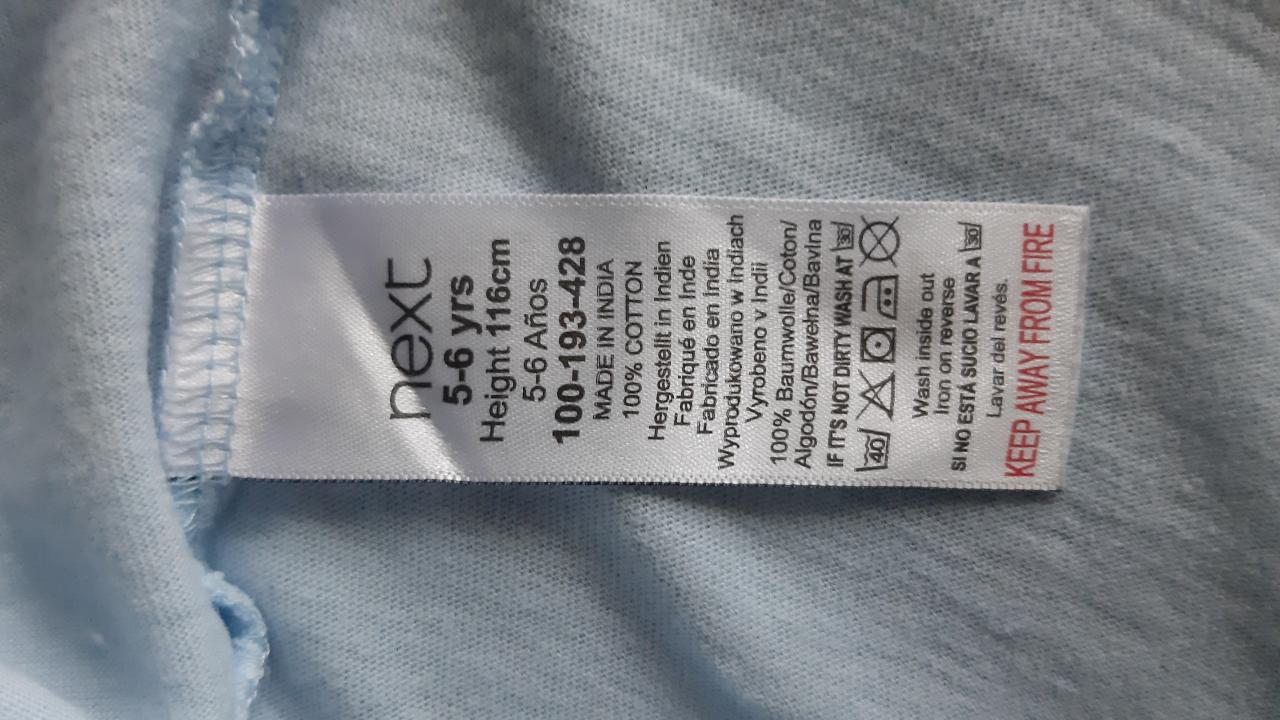 next
5-6 yrs
Height 116cm
5-6 Años
100-193-428
MADE IN INDIA
100% COTTON
Hergestellt in Indien
Fabriqué en Inde
Fabricado en India
Wyprodukowano w Indiach
Vyrobeno v Indii
100% Baumwolle/Coton/
Algodón/Bawełna/Bavlna
IF IT'S NOT DIRTY WASH AT 30
40
Wash inside out
Iron on reverse
SI NO ESTÁ SUCIO LAVAR A 30
Lavar del revés.
KEEP AWAY FROM FIRE